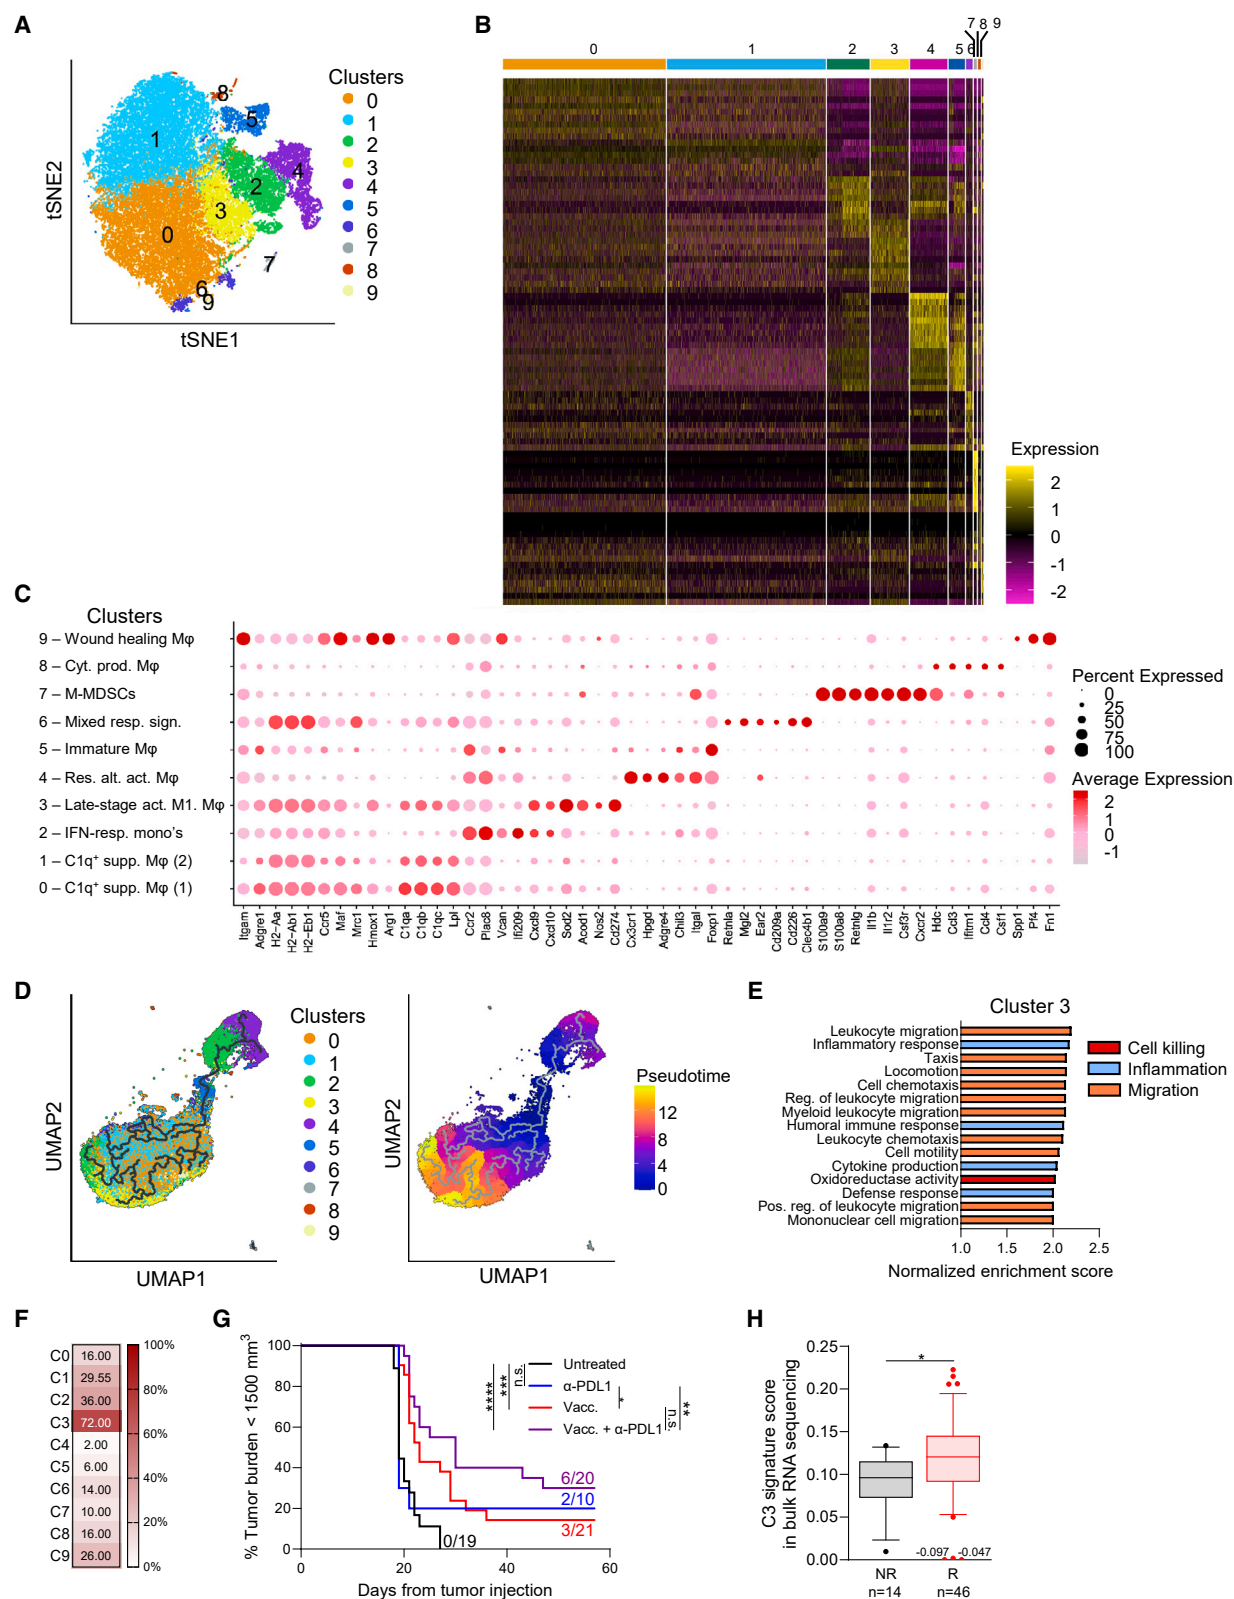 A
Clusters
0
1
2
3
4
5
6
7
8
9
8
5
1
4
2
3
0
7
6
9
tSNE2
tSNE1
B
7 8 9
0 1 2 3 4 5 6
Expression
2
1
0
-1
-2
C
Clusters
9 – Wound healing Mφ
8 – Cyt. prod. Mφ
7 – M-MDSCs
6 – Mixed resp. sign.
5 – Immature Mφ
4 – Res. alt. act. Mφ
3 – Late-stage act. M1. Mφ
2 – IFN-resp. mono's
1 – C1q⁺ supp. Mφ (2)
0 – C1q⁺ supp. Mφ (1)
Itgam
Adgre1
H2−Aa
H2−Ab1
H2−Eb1
Ccr5
Maf
Mrc1
Hmox1
Arg1
C1qa
C1qb
C1qc
Lpl
Ccr2
Plac8
Vcan
Ifi209
Cxcl9
Cxcl10
Sod2
Acod1
Nos2
Cd274
Cx3cr1
Hpgd
Adgre4
Chil3
Itgal
Foxp1
Retnla
Mgl2
Ear2
Cd209a
Cd226
Clec4b1
S100a9
S100a8
Retnlg
Il1b
Il1r2
Csf3r
Cxcr2
Hdc
Ccl3
Ifitm1
Ccl4
Csf1
Spp1
Pf4
Fn1
Percent Expressed
0
25
50
75
100
Average Expression
2
1
0
-1
D
UMAP2
UMAP1
Clusters
0
1
2
3
4
5
6
7
8
9
UMAP2
UMAP1
Pseudotime
12
8
4
0
E
Cluster 3
Leukocyte migration
Inflammatory response
Taxis
Locomotion
Cell chemotaxis
Reg. of leukocyte migration
Myeloid leukocyte migration
Humoral immune response
Leukocyte chemotaxis
Cell motility
Cytokine production
Oxidoreductase activity
Defense response
Pos. reg. of leukocyte migration
Mononuclear cell migration
1.0 1.5 2.0 2.5
Normalized enrichment score
Cell killing
Inflammation
Migration
F
C0 16.00
C1 29.55
C2 36.00
C3 72.00
C4 2.00
C5 6.00
C6 14.00
C7 10.00
C8 16.00
C9 26.00
100%
80%
60%
40%
20%
0%
G
% Tumor burden < 1500 mm³
100
80
60
40
20
0
0 20 40 60
Days from tumor injection
****
***
n.s.
Untreated
α-PDL1
Vacc.
Vacc. + α-PDL1
*
n.s.
**
6/20
2/10
3/21
0/19
H
C3 signature score
in bulk RNA sequencing
0.25
0.20
0.15
0.10
0.05
0.00
*
-0.097 -0.047
NR R
n=14 n=46